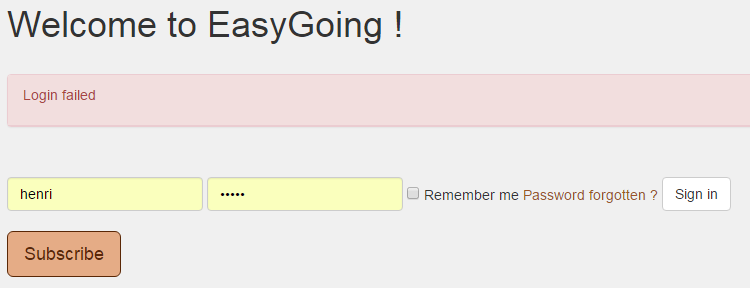 Welcome to EasyGoing !
Login failed
henri ••••• Remember me Password forgotten ? Sign in
Subscribe